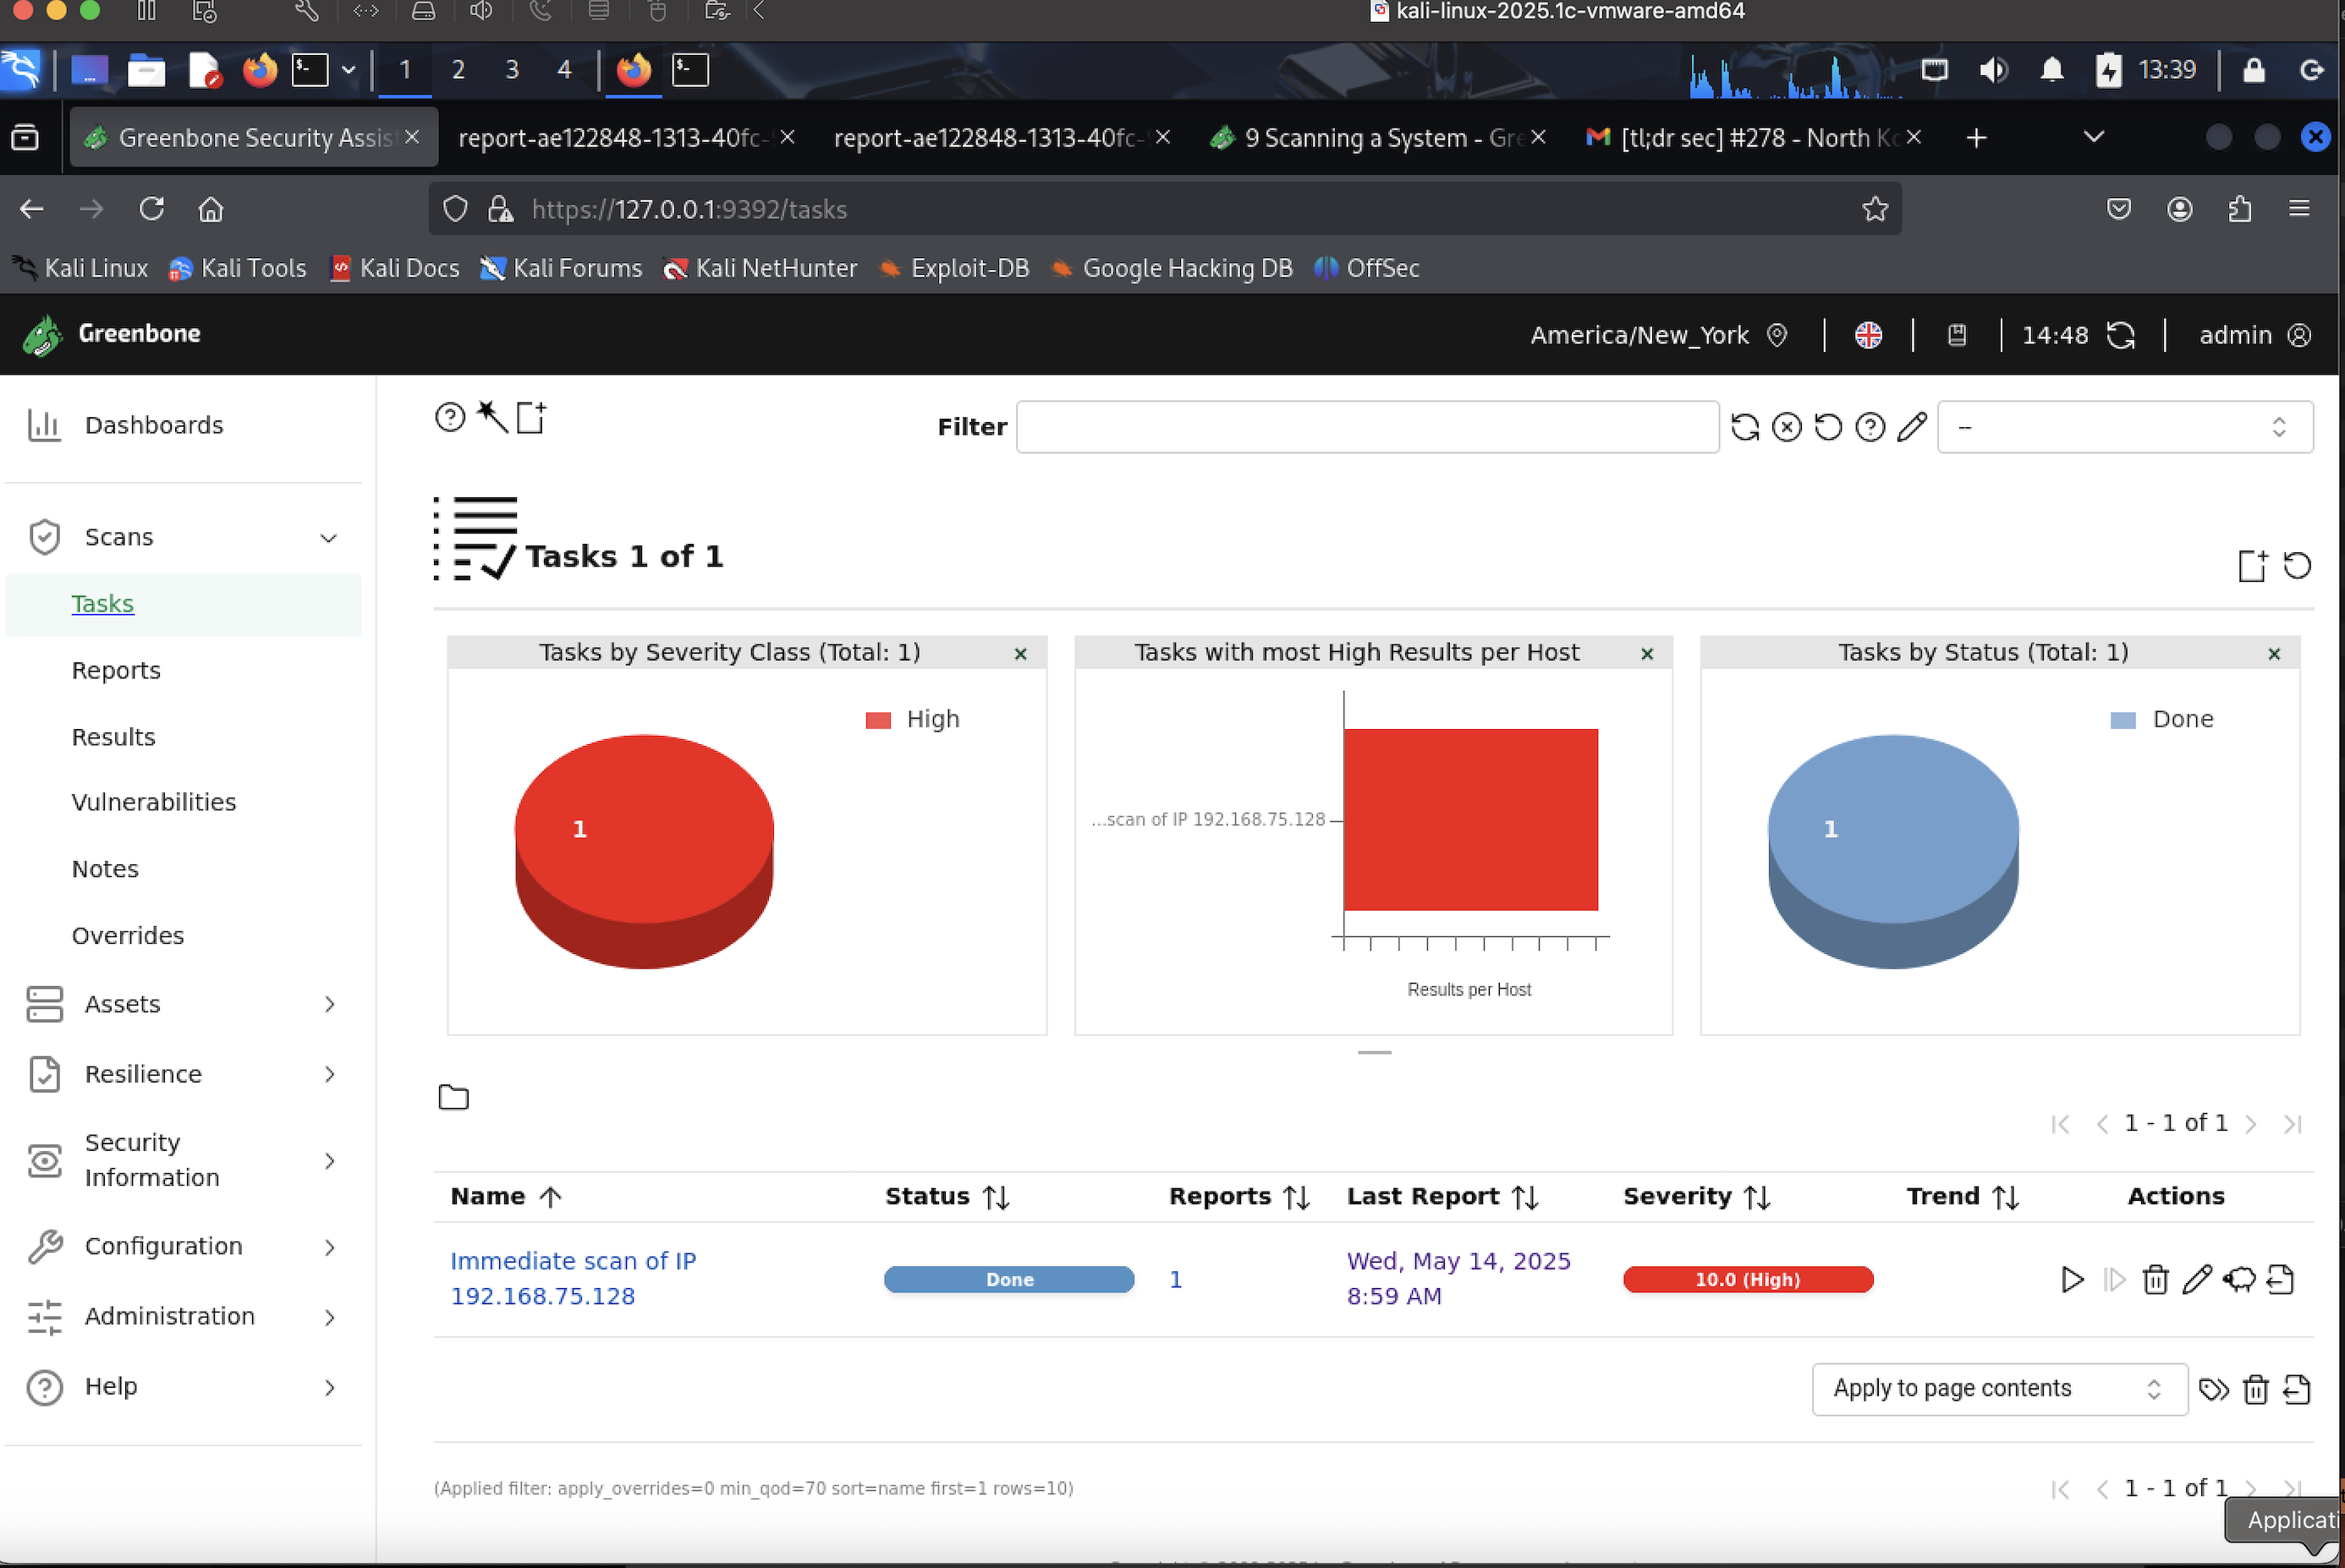 kali-linux-2025.1c-vmware-amd64
1 2 3 4
13:39
Greenbone Security Assist
report-ae122848-1313-40fc-
report-ae122848-1313-40fc-
9 Scanning a System - Gre
[tl;dr sec] #278 - North Ko
https://127.0.0.1:9392/tasks
Kali Linux
Kali Tools
Kali Docs
Kali Forums
Kali NetHunter
Exploit-DB
Google Hacking DB
OffSec
Greenbone
America/New_York
14:48
admin
Dashboards
Scans
Tasks
Reports
Results
Vulnerabilities
Notes
Overrides
Assets
Resilience
Security
Information
Configuration
Administration
Help
Filter
--
Tasks 1 of 1
Tasks by Severity Class (Total: 1)
High
1
Tasks with most High Results per Host
...scan of IP 192.168.75.128
Results per Host
Tasks by Status (Total: 1)
Done
1
1 - 1 of 1
Name Status Reports Last Report Severity Trend Actions
Immediate scan of IP
192.168.75.128
Done
1
Wed, May 14, 2025
8:59 AM
10.0 (High)
Apply to page contents
(Applied filter: apply_overrides=0 min_qod=70 sort=name first=1 rows=10)
1 - 1 of 1
Applicati